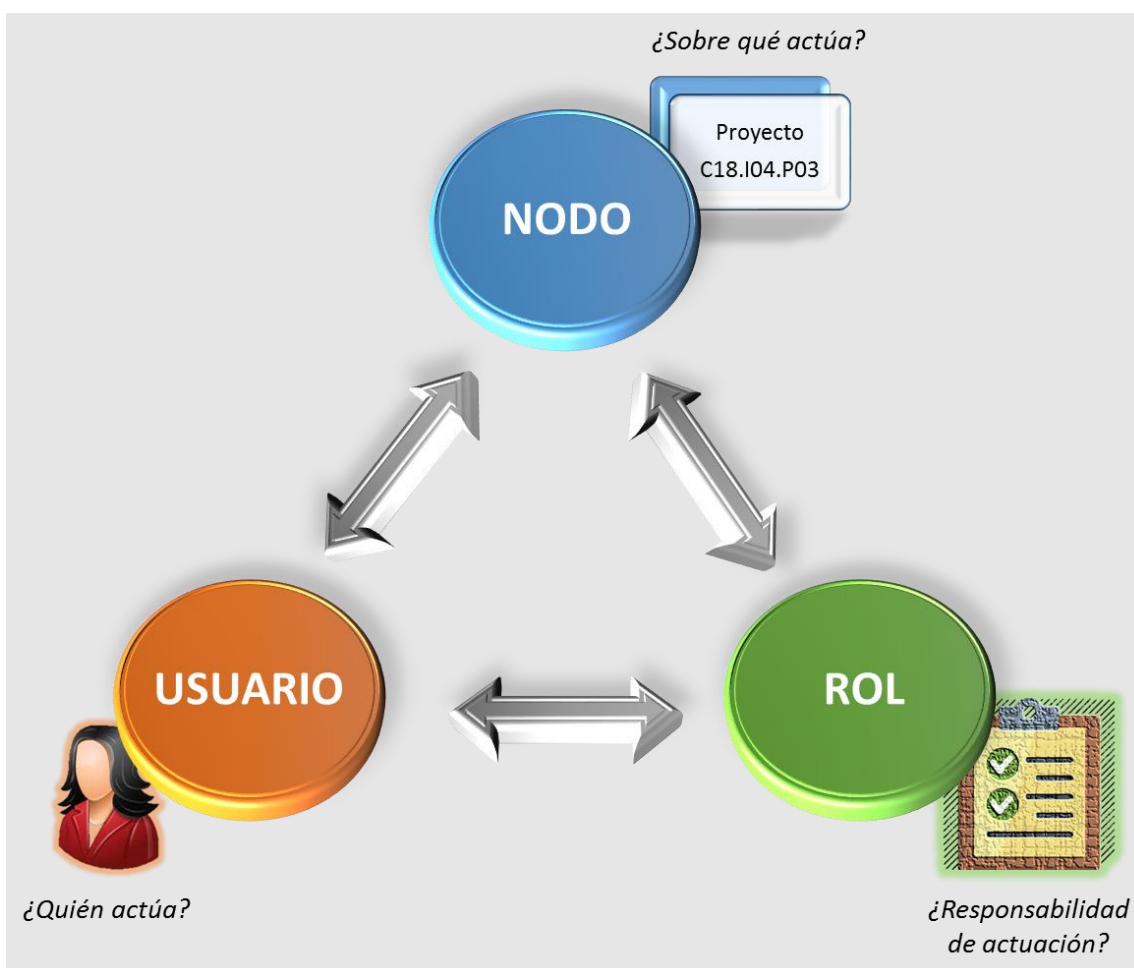 ¿Sobre qué actúa?
Proyecto
C18.I04.P03
NODO
USUARIO
ROL
¿Quién actúa?
¿Responsabilidad
de actuación?